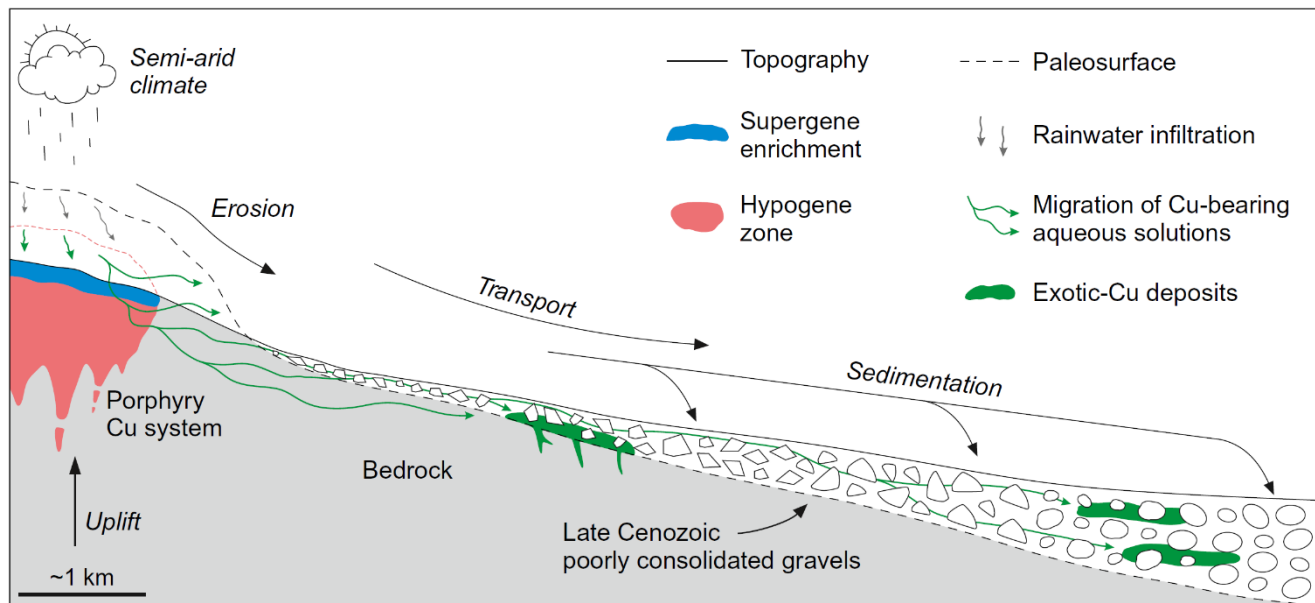 Semi-arid
climate
Topography
Paleosurface
Supergene
enrichment
Rainwater infiltration
Hypogene
zone
Migration of Cu-bearing
aqueous solutions
Exotic-Cu deposits
Erosion
Transport
Sedimentation
Porphyry
Cu system
Bedrock
Uplift
Late Cenozoic
poorly consolidated gravels
~1 km